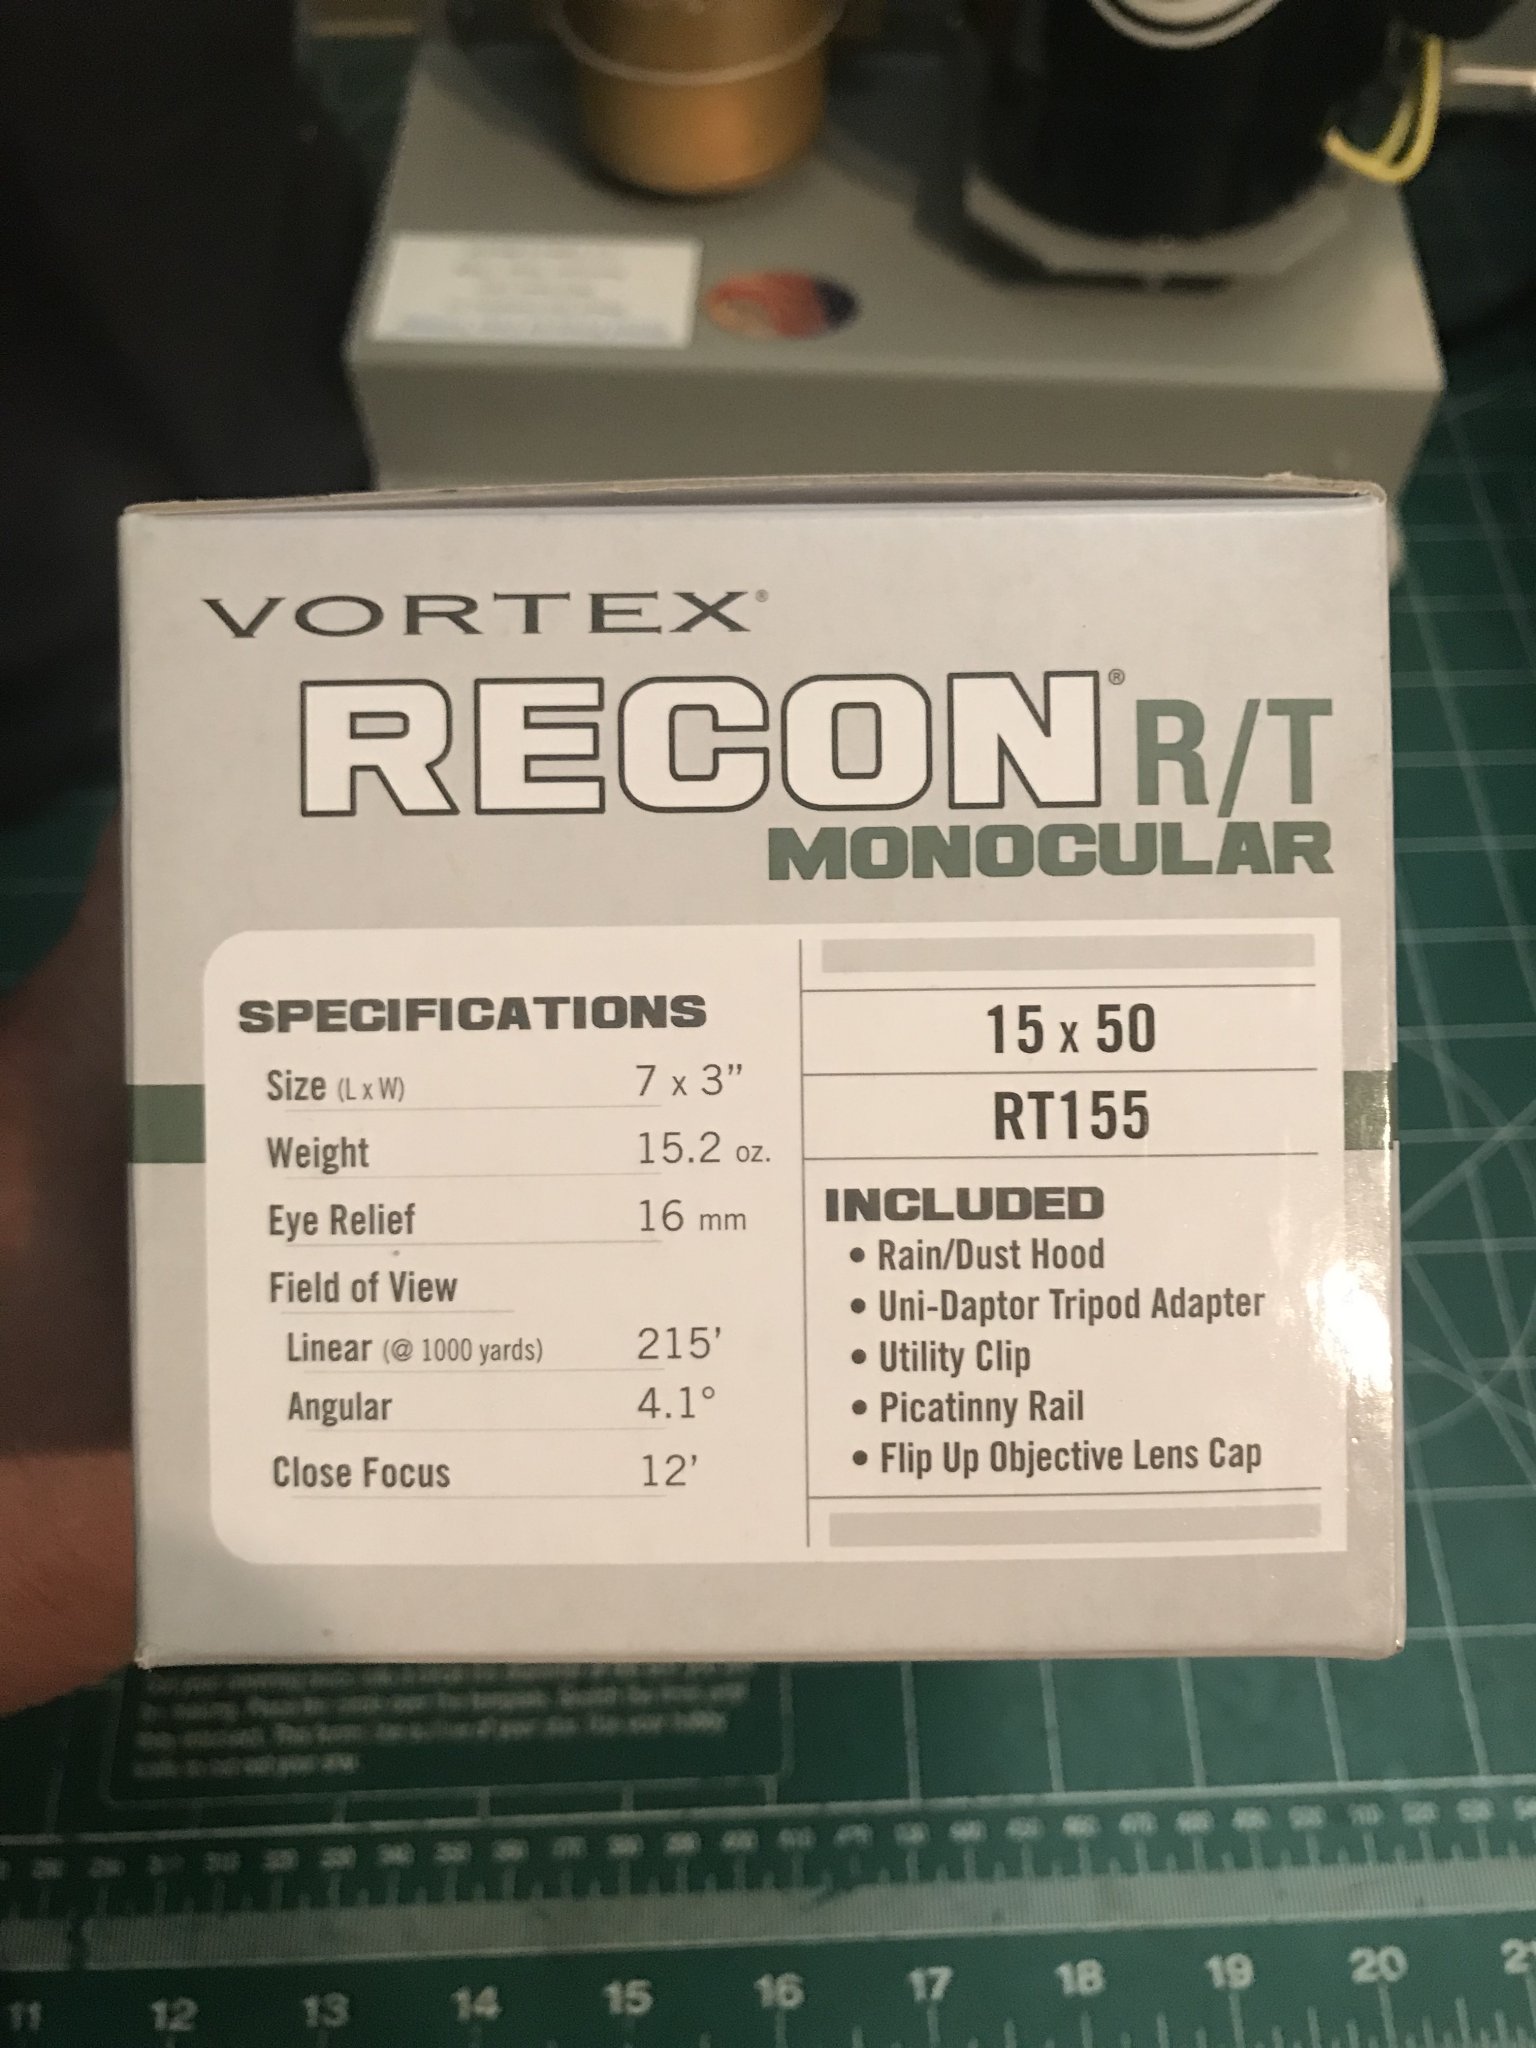 VORTEX®
RECON® R/T
MONOCULAR
SPECIFICATIONS
Size (L x W) 7 x 3”
Weight 15.2 oz.
Eye Relief 16 mm
Field of View
Linear (@ 1000 yards) 215’
Angular 4.1°
Close Focus 12’
15 x 50
RT155
INCLUDED
• Rain/Dust Hood
• Uni-Daptor Tripod Adapter
• Utility Clip
• Picatinny Rail
• Flip Up Objective Lens Cap
11 12 13 14 15 16 17 18 19 20